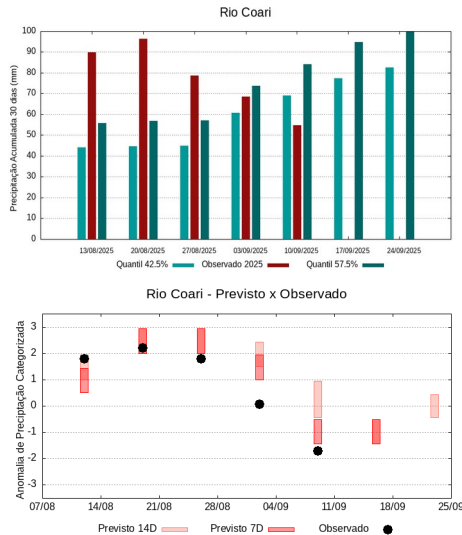 Rio Coari
Precipitação Acumulada 30 dias (mm)
100
90
80
70
60
50
40
30
20
10
0
13/08/2025 20/08/2025 27/08/2025 03/09/2025 10/09/2025 17/09/2025 24/09/2025
Quantil 42.5% Observado 2025 Quantil 57.5%
Rio Coari - Previsto x Observado
Anomalia de Precipitação Categorizada
3
2
1
0
-1
-2
-3
07/08 14/08 21/08 28/08 04/09 11/09 18/09 25/09
Previsto 14D Previsto 7D Observado